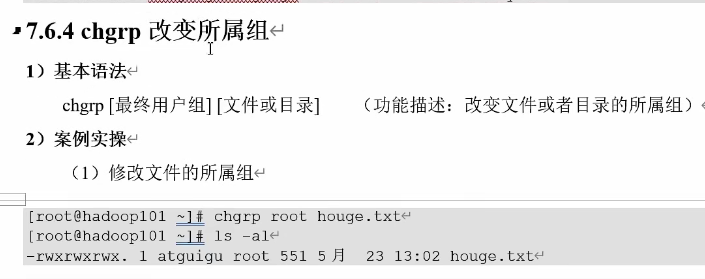 7.6.4 chgrp 改变所属组
1）基本语法
chgrp [最终用户组] [文件或目录] （功能描述：改变文件或者目录的所属组）
2）案例实操
（1）修改文件的所属组
[root@hadoop101 ~]# chgrp root houge.txt
[root@hadoop101 ~]# ls -al
-rwxrwxrwx. 1 atguigu root 551 5月  23 13:02 houge.txt